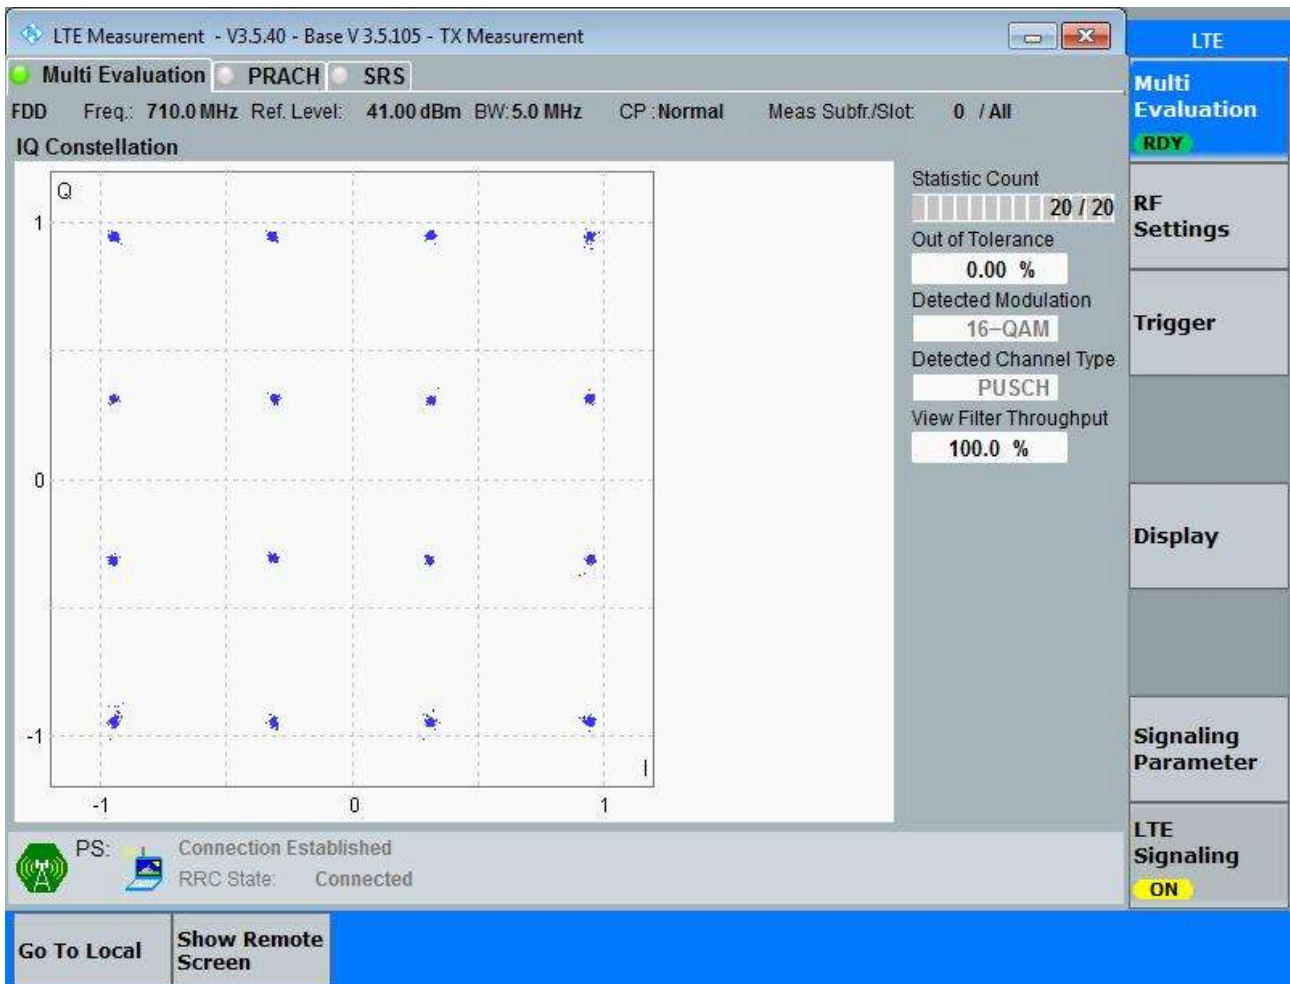 LTE Measurement - V3.5.40 - Base V 3.5.105 - TX Measurement
LTE
Multi Evaluation PRACH SRS
FDD Freq.: 710.0 MHz Ref. Level: 41.00 dBm BW: 5.0 MHz CP : Normal Meas Subfr./Slot: 0 / All
IQ Constellation
Q
1
0
-1
-1 0 1
I
Statistic Count
20 / 20
Out of Tolerance
0.00 %
Detected Modulation
16-QAM
Detected Channel Type
PUSCH
View Filter Throughput
100.0 %
Multi
Evaluation
RDY
RF
Settings
Trigger
Display
Signaling
Parameter
LTE
Signaling
ON
PS: Connection Established
RRC State: Connected
Go To Local
Show Remote
Screen